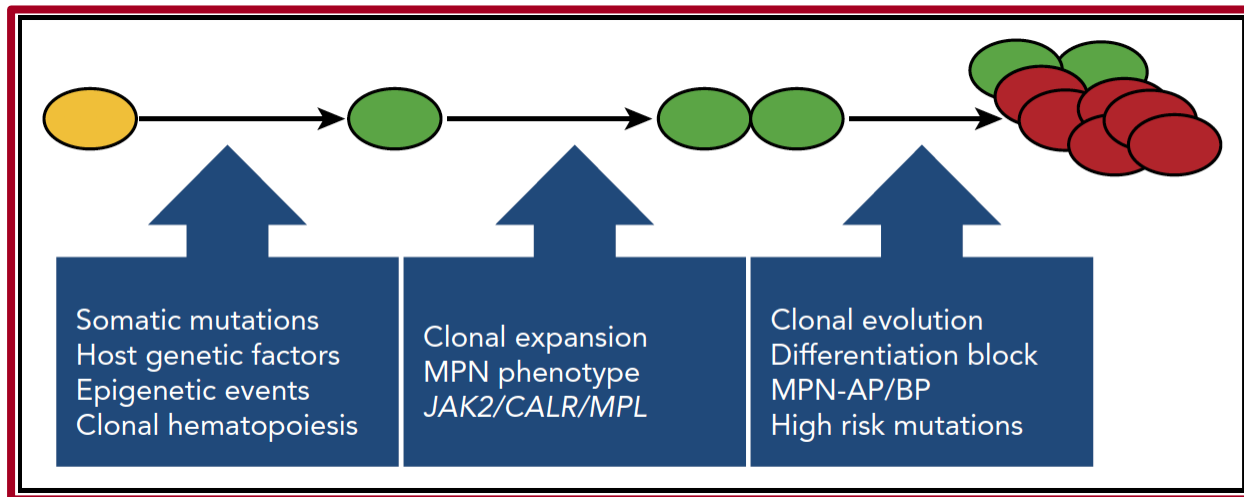 Somatic mutations
Host genetic factors
Epigenetic events
Clonal hematopoiesis
Clonal expansion
MPN phenotype
JAK2/CALR/MPL
Clonal evolution
Differentiation block
MPN-AP/BP
High risk mutations